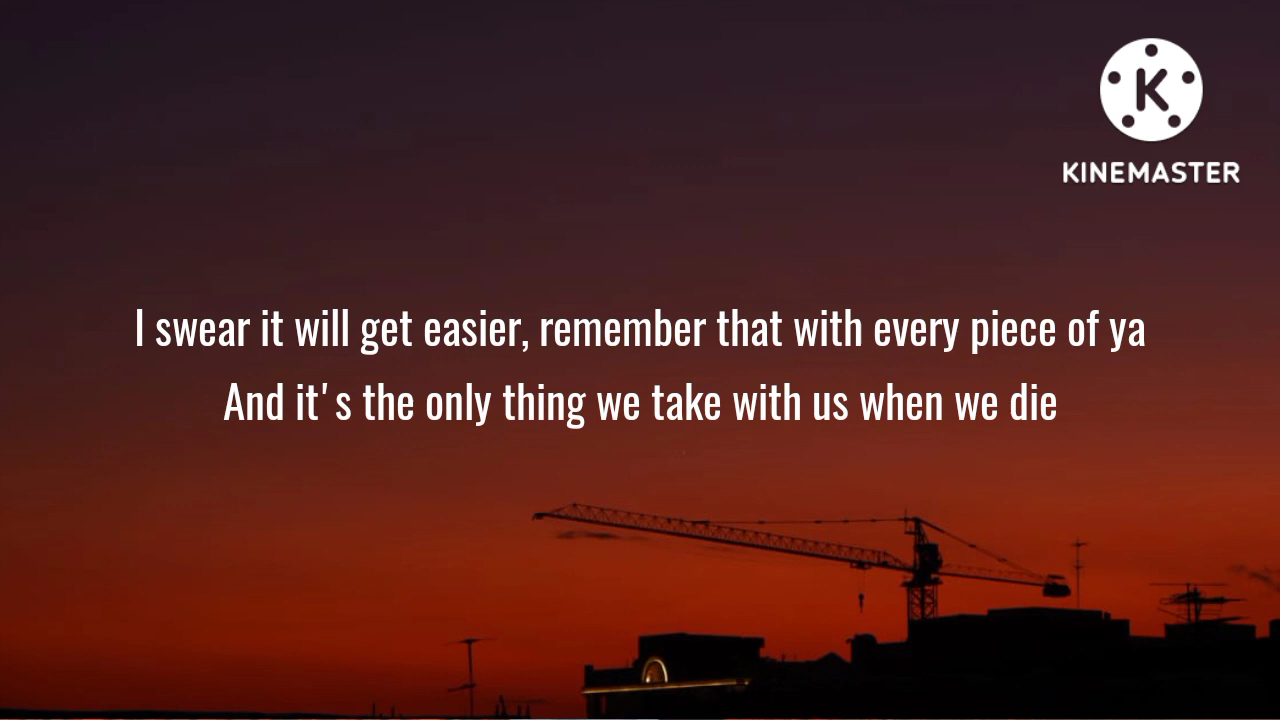 K
KINEMASTER
I swear it will get easier, remember that with every piece of ya
And it's the only thing we take with us when we die